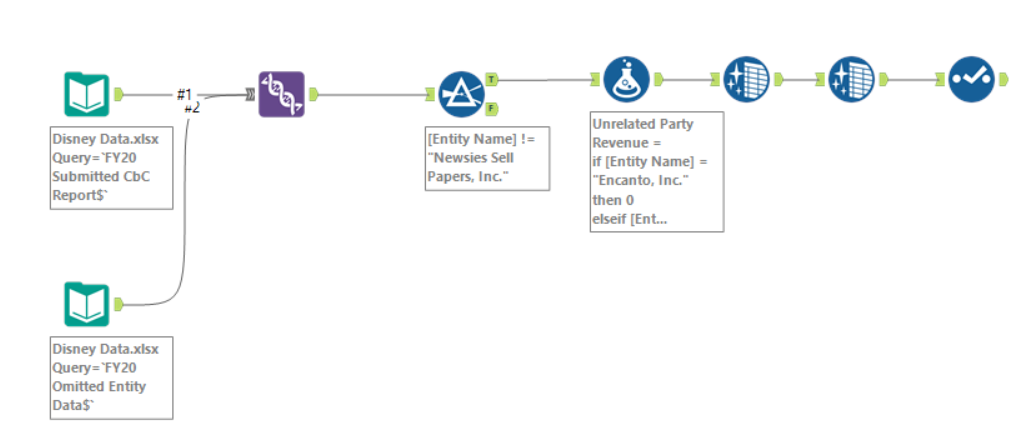 #1
#2
T
F
Disney Data.xlsx
Query=`FY20
Submitted CbC
Report$`
[Entity Name] !=
"Newsies Sell
Papers, Inc."
Unrelated Party
Revenue =
if [Entity Name] =
"Encanto, Inc."
then 0
elseif [Ent...
Disney Data.xlsx
Query=`FY20
Omitted Entity
Data$`